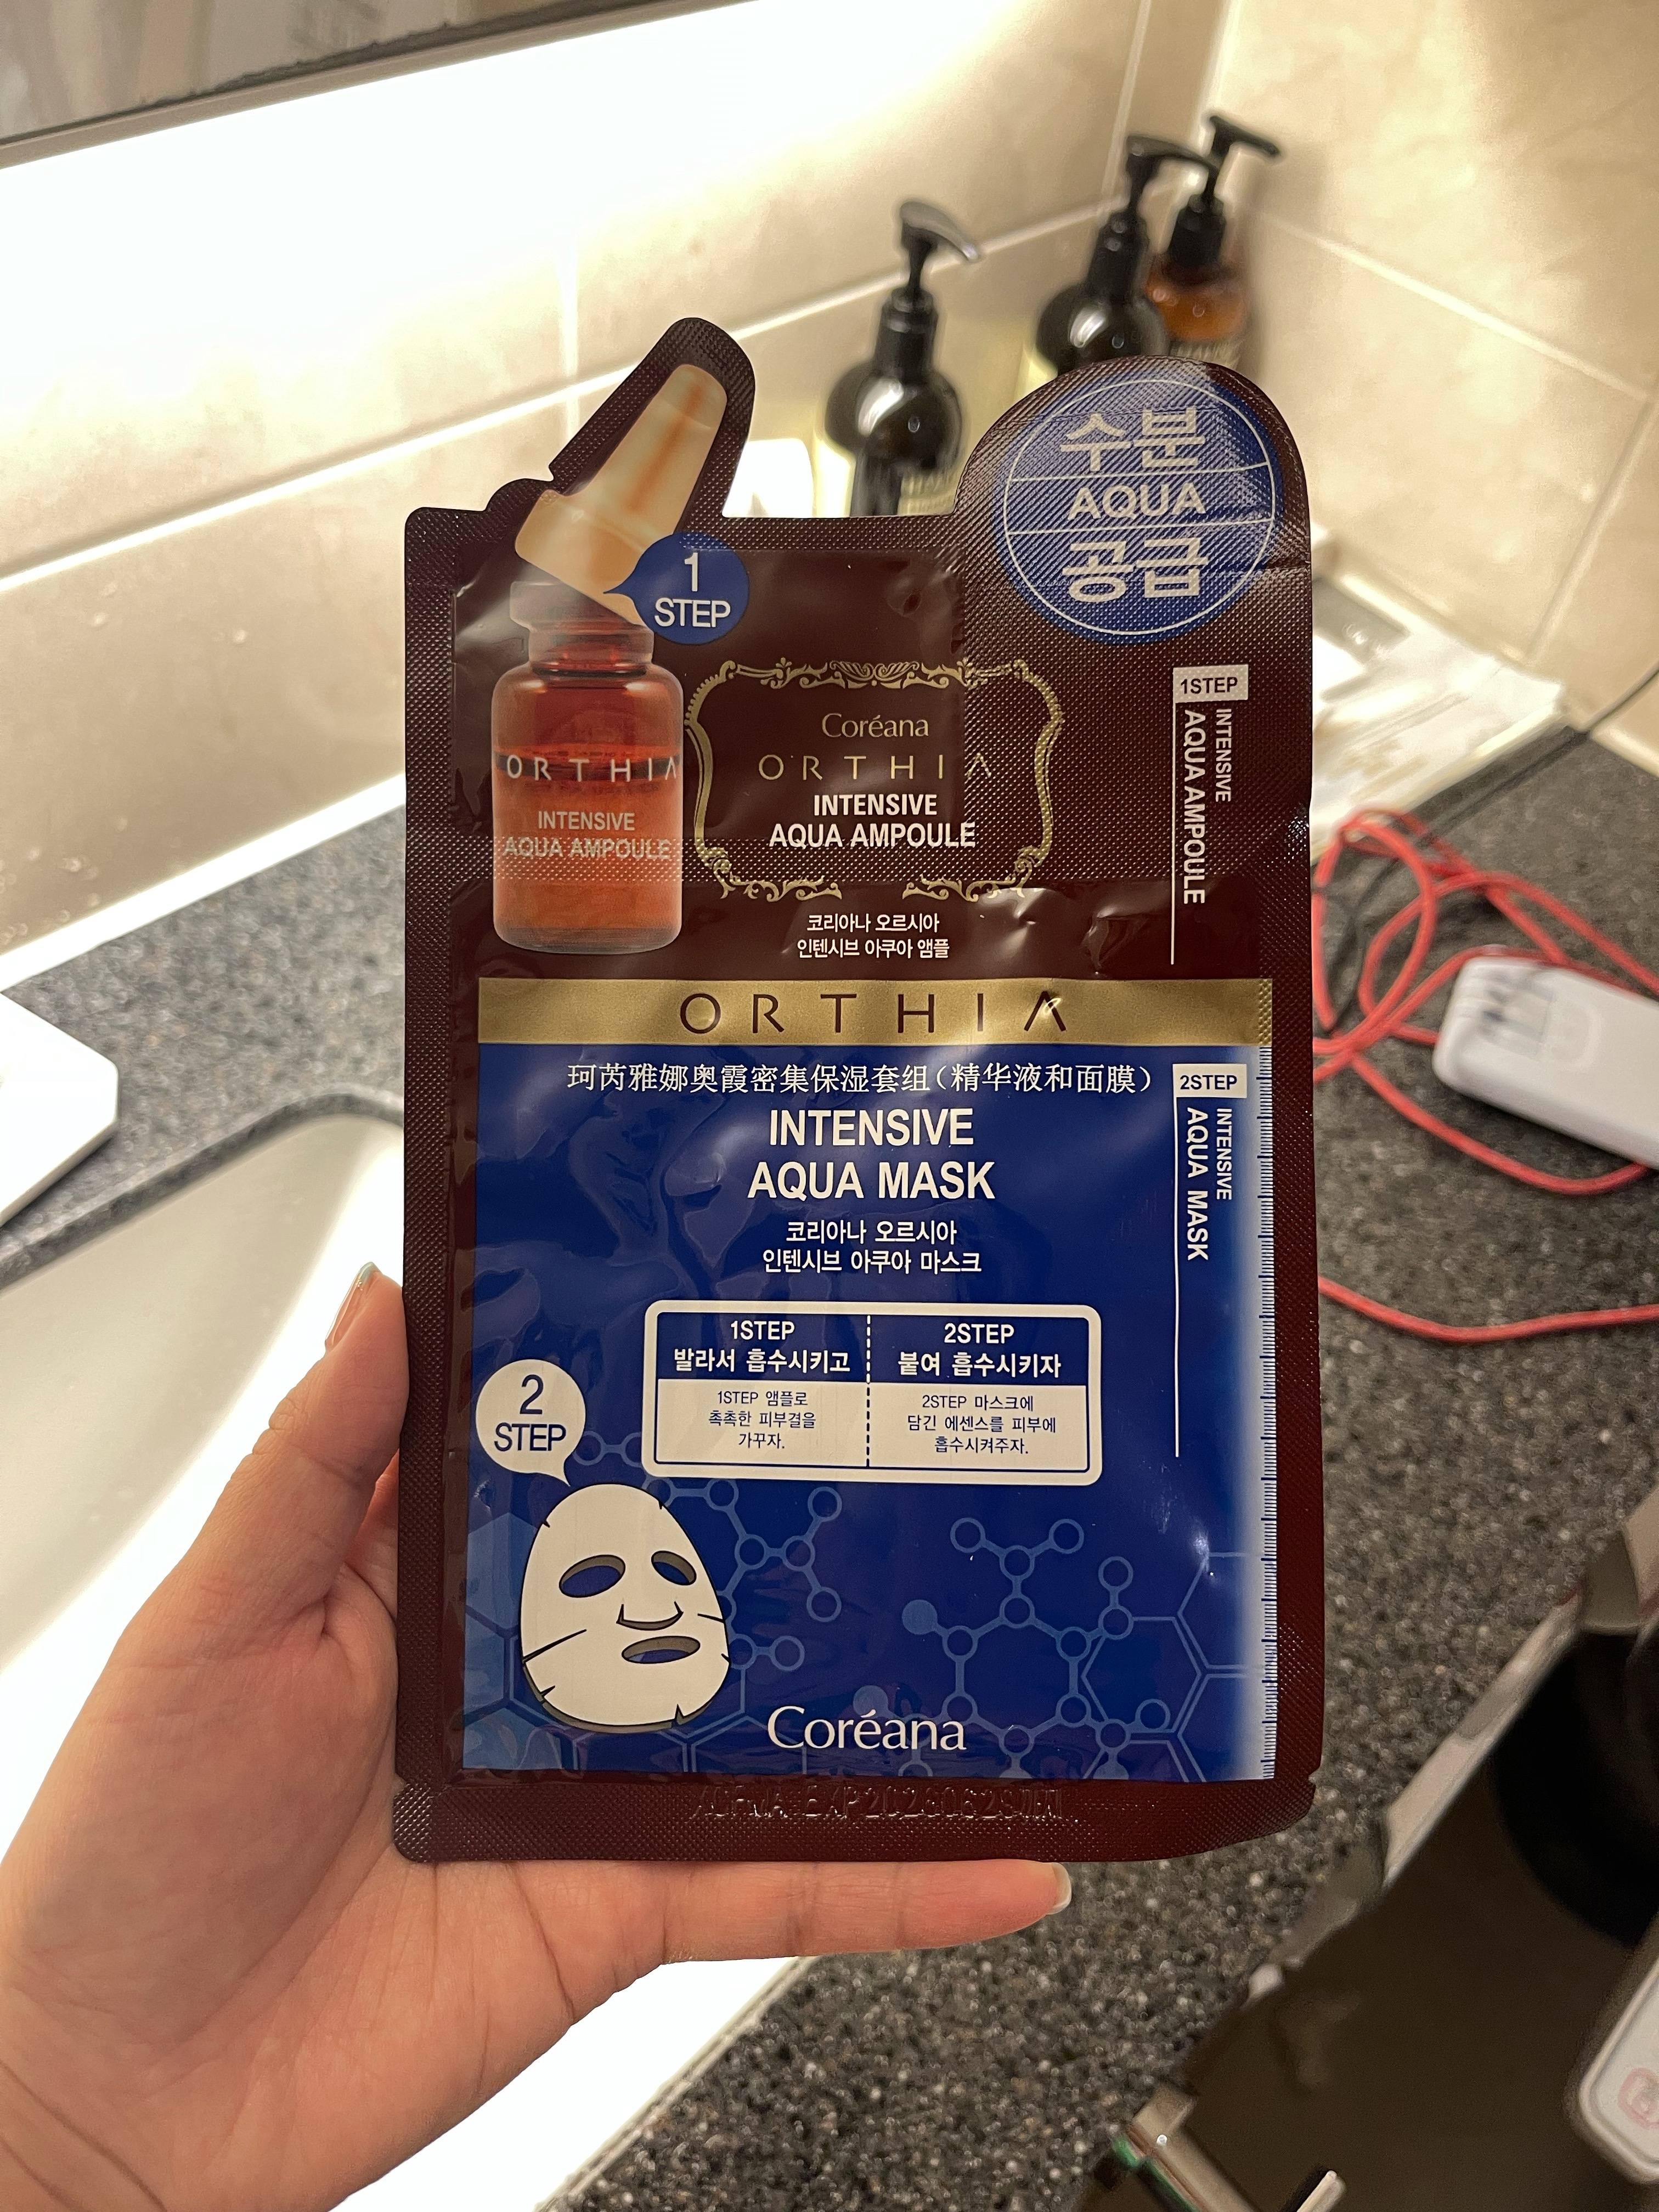 수분
AQUA
공급
1
STEP
ORTHIA
INTENSIVE
AQUA AMPOULE
Coréana
ORTHIA
INTENSIVE
AQUA AMPOULE
코리아나 오르시아
인텐시브 아쿠아 앰플
1STEP
INTENSIVE
AQUA AMPOULE
ORTHIA
珂芮雅娜奥霞密集保湿套组(精华液和面膜)
INTENSIVE
AQUA MASK
코리아나 오르시아
인텐시브 아쿠아 마스크
2STEP
INTENSIVE
AQUA MASK
1STEP
발라서 흡수시키고
1STEP 앰플로
촉촉한 피부결을
가꾸자.
2STEP
붙여 흡수시키자
2STEP 마스크에
담긴 에센스를 피부에
흡수시켜주자.
2
STEP
Coréana